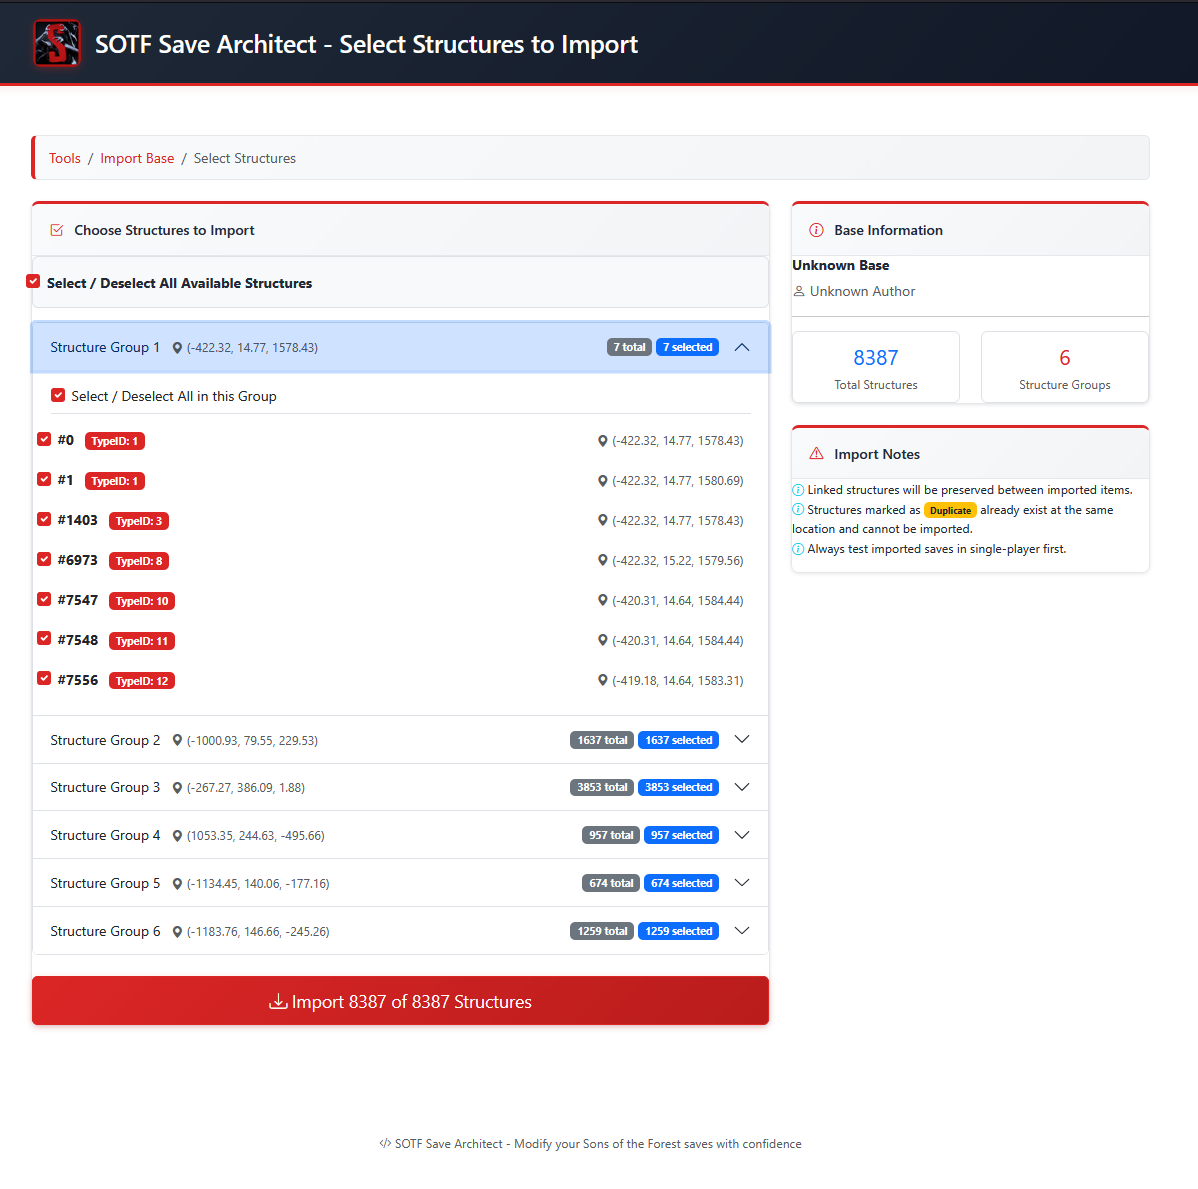 SOTF Save Architect - Select Structures to Import
Tools / Import Base / Select Structures
Choose Structures to Import
Select / Deselect All Available Structures
Structure Group 1 (-422.32, 14.77, 1578.43) 7 total 7 selected
Select / Deselect All in this Group
#0 TypeID: 1 (-422.32, 14.77, 1578.43)
#1 TypeID: 1 (-422.32, 14.77, 1580.69)
#1403 TypeID: 3 (-422.32, 14.77, 1578.43)
#6973 TypeID: 8 (-422.32, 15.22, 1579.56)
#7547 TypeID: 10 (-420.31, 14.64, 1584.44)
#7548 TypeID: 11 (-420.31, 14.64, 1584.44)
#7556 TypeID: 12 (-419.18, 14.64, 1583.31)
Structure Group 2 (-1000.93, 79.55, 229.53) 1637 total 1637 selected
Structure Group 3 (-267.27, 386.09, 1.88) 3853 total 3853 selected
Structure Group 4 (1053.35, 244.63, -495.66) 957 total 957 selected
Structure Group 5 (-1134.45, 140.06, -177.16) 674 total 674 selected
Structure Group 6 (-1183.76, 146.66, -245.26) 1259 total 1259 selected
Import 8387 of 8387 Structures
Base Information
Unknown Base
Unknown Author
8387
Total Structures
6
Structure Groups
Import Notes
Linked structures will be preserved between imported items.
Structures marked as Duplicate already exist at the same
location and cannot be imported.
Always test imported saves in single-player first.
SOTF Save Architect - Modify your Sons of the Forest saves with confidence